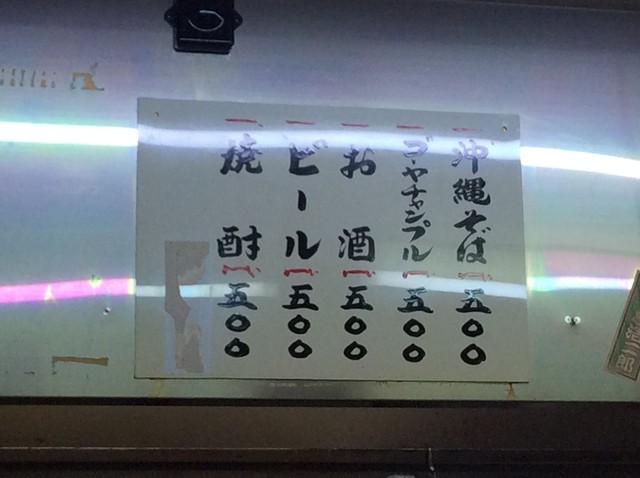 沖縄そば 五〇〇
ゴーヤチャンプル 五〇〇
お酒 五〇〇
ビール 五〇〇
焼酎 五〇〇